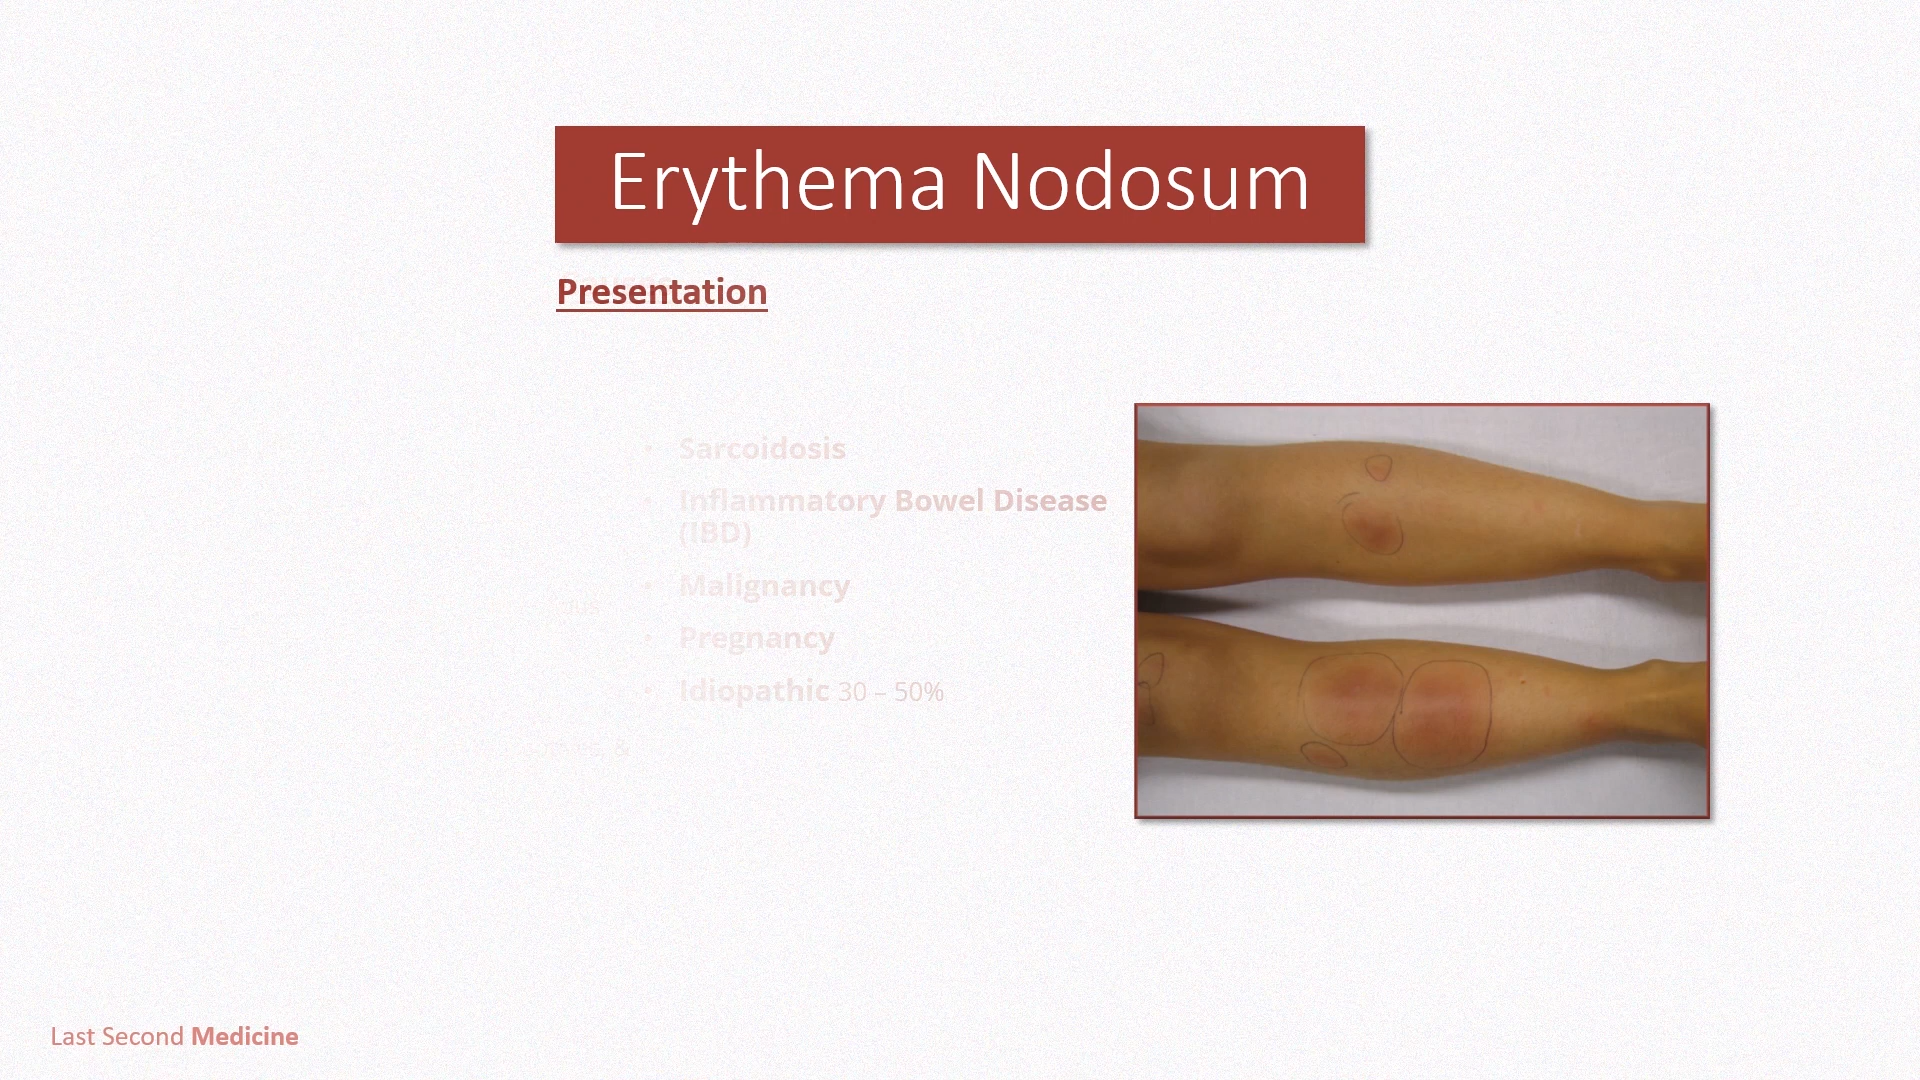 Erythema Nodosum
Presentation
• Sarcoidosis
• Inflammatory Bowel Disease
(IBD)
• Malignancy
• Pregnancy
• Idiopathic 30 – 50%
&
Last Second Medicine